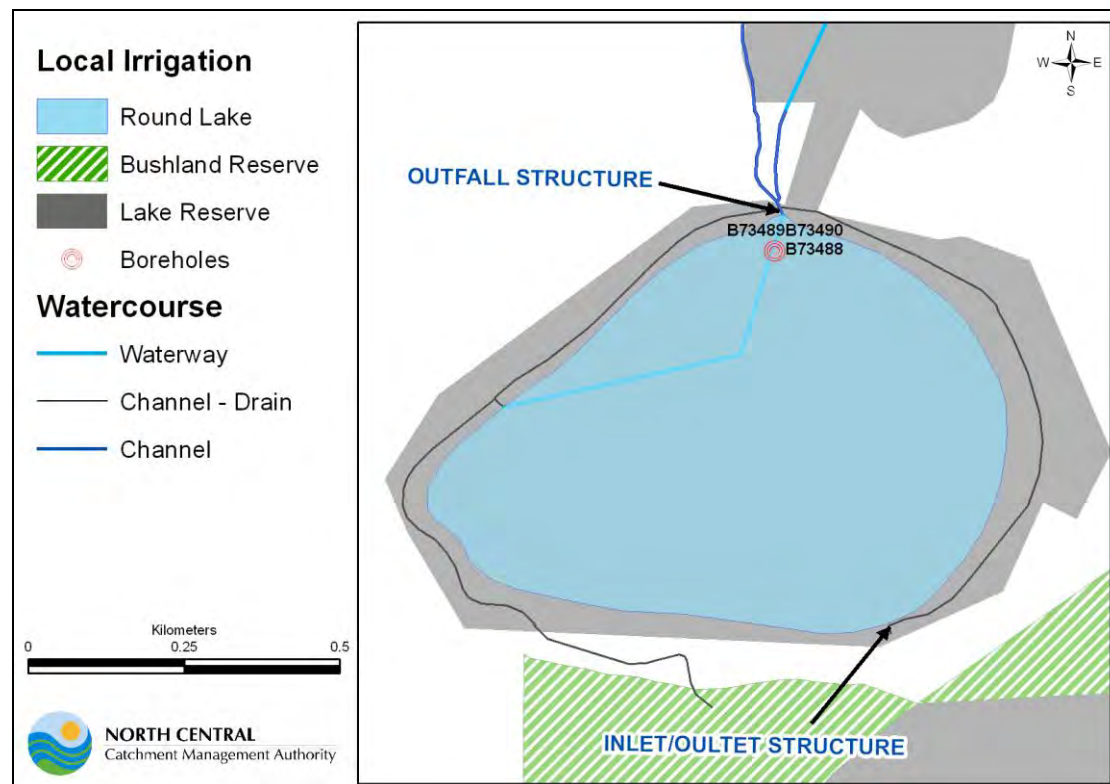 Local Irrigation
Round Lake
Bushland Reserve
Lake Reserve
Boreholes
Watercourse
Waterway
Channel - Drain
Channel
Kilometers
0 0.25 0.5
NORTH CENTRAL
Catchment Management Authority
N
W E
S
OUTFALL STRUCTURE
B73489B73490
B73488
INLET/OULTET STRUCTURE